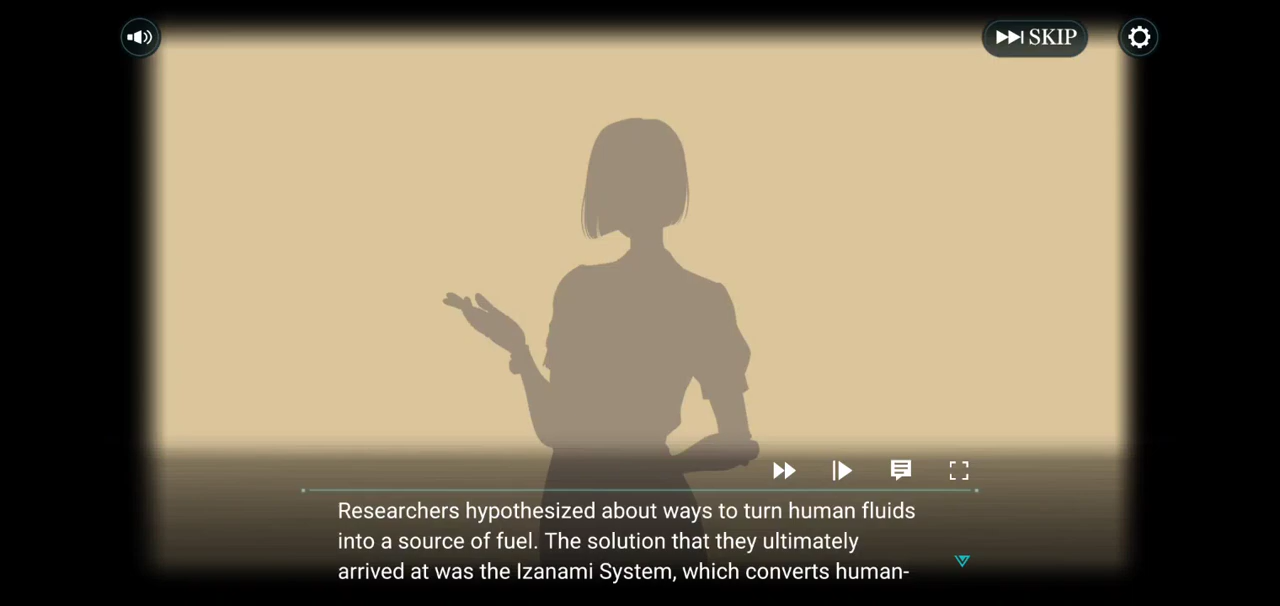 SKIP
Researchers hypothesized about ways to turn human fluids
into a source of fuel. The solution that they ultimately
arrived at was the Izanami System, which converts human-